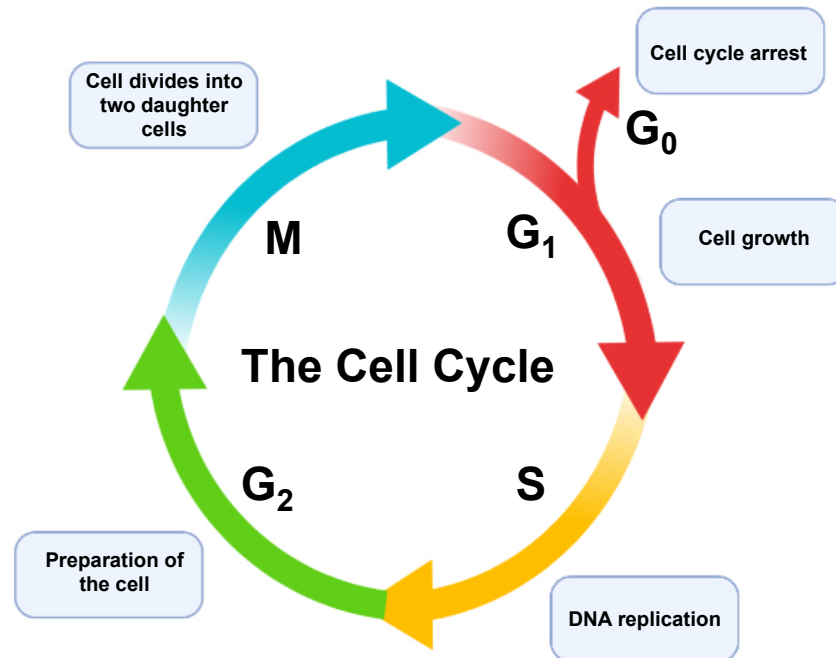 Cell cycle arrest
Cell divides into
two daughter
cells
G₀
M
G₁
Cell growth
The Cell Cycle
G₂
S
Preparation of
the cell
DNA replication